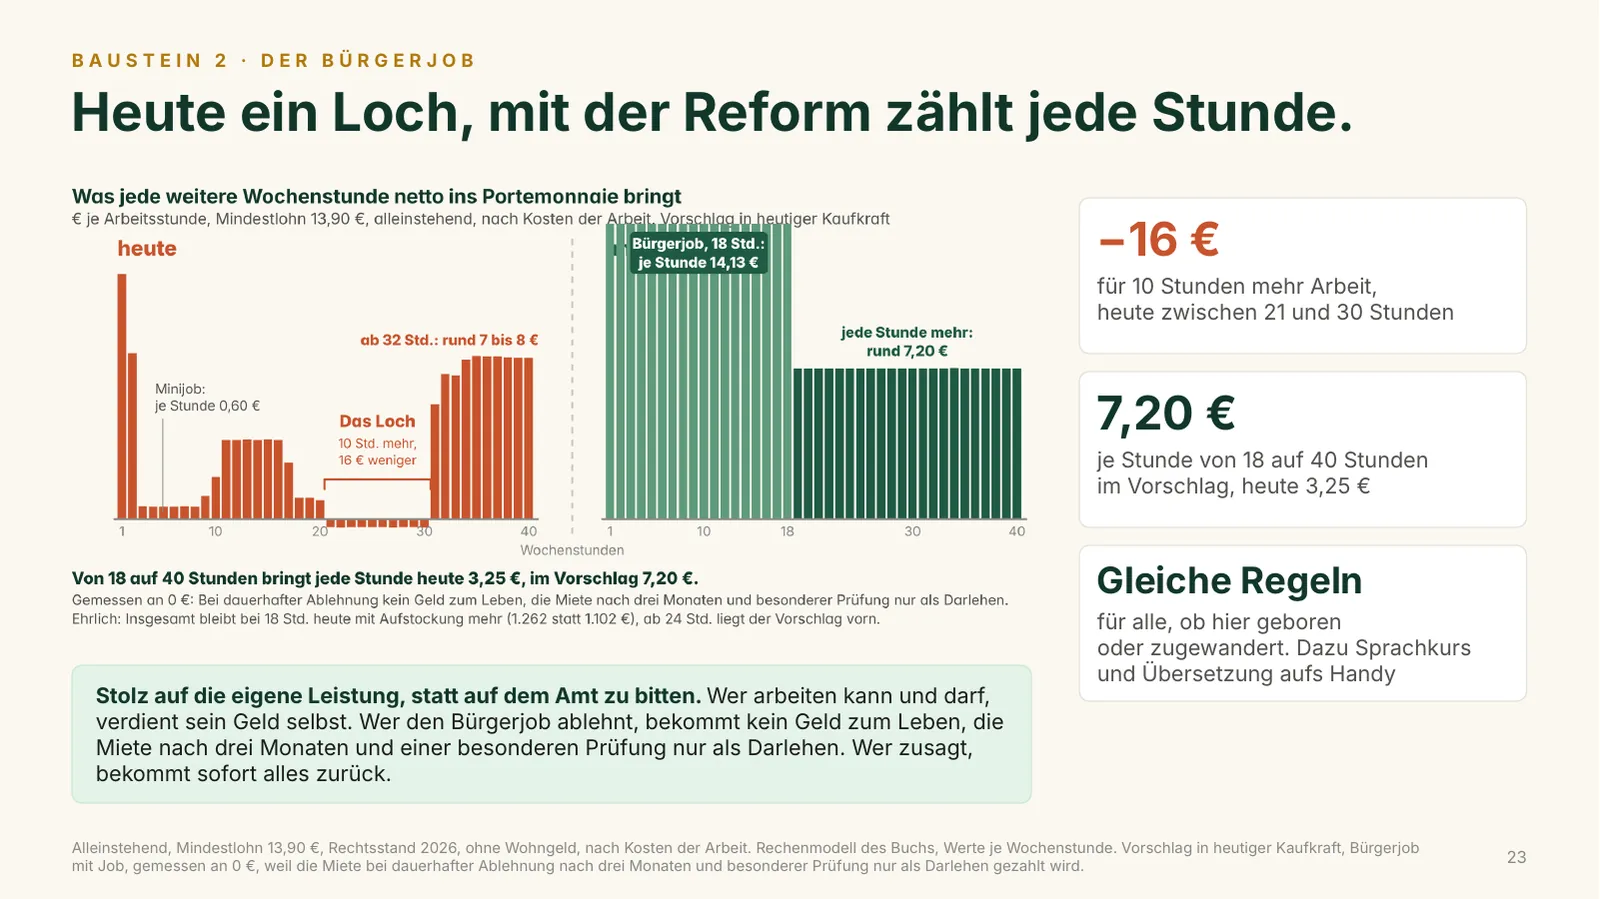 BAUSTEIN 2 · DER BÜRGERJOB
Heute ein Loch, mit der Reform zählt jede Stunde.
Was jede weitere Wochenstunde netto ins Portemonnaie bringt
€ je Arbeitsstunde, Mindestlohn 13,90 €, alleinstehend, nach Kosten der Arbeit, Vorschlag in heutiger Kaufkraft
heute
ab 32 Std.: rund 7 bis 8 €
Minijob:
je Stunde 0,60 €
Das Loch
10 Std. mehr,
16 € weniger
1 10 20 30 40
Bürgerjob, 18 Std.:
je Stunde 14,13 €
jede Stunde mehr:
rund 7,20 €
1 10 18 30 40
Wochenstunden
Von 18 auf 40 Stunden bringt jede Stunde heute 3,25 €, im Vorschlag 7,20 €.
Gemessen an 0 €: Bei dauerhafter Ablehnung kein Geld zum Leben, die Miete nach drei Monaten und besonderer Prüfung nur als Darlehen.
Ehrlich: Insgesamt bleibt bei 18 Std. heute mit Aufstockung mehr (1.262 statt 1.102 €), ab 24 Std. liegt der Vorschlag vorn.
Stolz auf die eigene Leistung, statt auf dem Amt zu bitten. Wer arbeiten kann und darf,
verdient sein Geld selbst. Wer den Bürgerjob ablehnt, bekommt kein Geld zum Leben, die
Miete nach drei Monaten und einer besonderen Prüfung nur als Darlehen. Wer zusagt,
bekommt sofort alles zurück.
–16 €
für 10 Stunden mehr Arbeit,
heute zwischen 21 und 30 Stunden
7,20 €
je Stunde von 18 auf 40 Stunden
im Vorschlag, heute 3,25 €
Gleiche Regeln
für alle, ob hier geboren
oder zugewandert. Dazu Sprachkurs
und Übersetzung aufs Handy
Alleinstehend, Mindestlohn 13,90 €, Rechtsstand 2026, ohne Wohngeld, nach Kosten der Arbeit. Rechenmodell des Buchs, Werte je Wochenstunde. Vorschlag in heutiger Kaufkraft, Bürgerjob
mit Job, gemessen an 0 €, weil die Miete bei dauerhafter Ablehnung nach drei Monaten und besonderer Prüfung nur als Darlehen gezahlt wird.
23